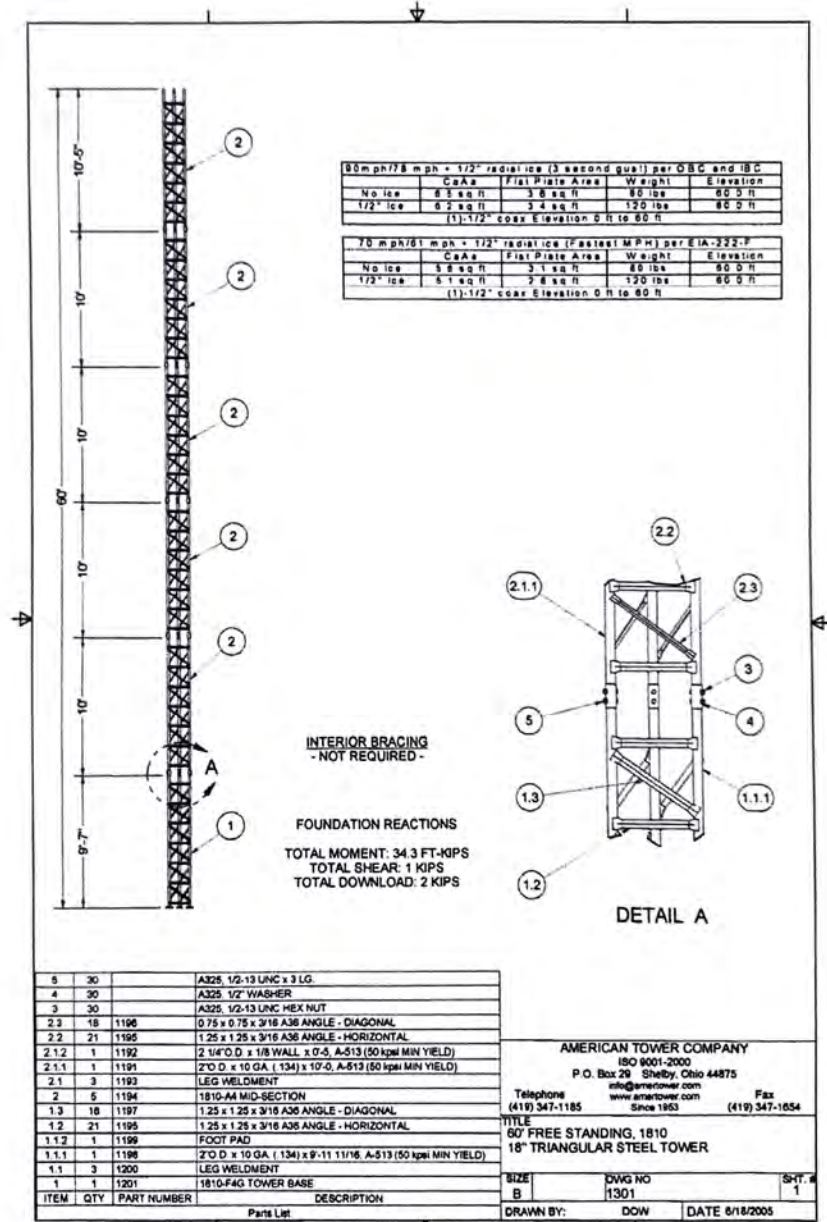 10'-5"
10'
10'
10'
10'
9'-7"
60'
2
2
2
2
2
1
A
90mph/78 mph + 1/2" radial ice (3 second gust) per OBC and IBC
CaAa Flat Plate Area Weight Elevation
No Ice sq ft 3.8 sq ft lbs 60.0 ft
1/2" Ice 6.2 sq ft 3.4 sq ft 120 lbs 60.0 ft
(1)-1/2" coax Elevation 0 ft to 60 ft
70 mph/61 mph + 1/2" radial ice (Fastest MPH) per EIA-222-F
CaAa Flat Plate Area Weight Elevation
No Ice sq ft 3.1 sq ft lbs 60.0 ft
1/2" Ice 5.1 sq ft sq ft 120 lbs 60.0 ft
(1)-1/2" coax Elevation 0 ft to 60 ft
INTERIOR BRACING
- NOT REQUIRED -
FOUNDATION REACTIONS
TOTAL MOMENT: 34.3 FT-KIPS
TOTAL SHEAR: 1 KIPS
TOTAL DOWNLOAD: 2 KIPS
2.2
2.1.1
2.3
3
5
4
1.3
1.1.1
1.2
DETAIL A
5 30 A325, 1/2-13 UNC x 3 LG.
4 30 A325, 1/2" WASHER
3 30 A325, 1/2-13 UNC HEX NUT
2.3 18 1196 0.75 x 0.75 x 3/16 A36 ANGLE - DIAGONAL
2.2 21 1195 1.25 x 1.25 x 3/16 A36 ANGLE - HORIZONTAL
2.1.2 1 1192 2 1/4" O.D. x 1/8 WALL x 0'-5, A-513 (50 kpsi MIN YIELD)
2.1.1 1 1191 2"O.D. x 10 GA. (.134) x 10'-0, A-513 (50 kpsi MIN YIELD)
2.1 3 1193 LEG WELDMENT
2 5 1194 1810-A4 MID-SECTION
1.3 18 1197 1.25 x 1.25 x 3/16 A36 ANGLE - DIAGONAL
1.2 21 1195 1.25 x 1.25 x 3/16 A36 ANGLE - HORIZONTAL
1.1.2 1 1199 FOOT PAD
1.1.1 1 1198 2"O.D. x 10 GA. (.134) x 9'-11 11/16, A-513 (50 kpsi MIN YIELD)
1.1 3 1200 LEG WELDMENT
1 1 1201 1810-F4G TOWER BASE
ITEM QTY PART NUMBER DESCRIPTION
Parts List
AMERICAN TOWER COMPANY
ISO 9001-2000
P.O. Box 29 Shelby, Ohio 44875
info@amertower.com
Telephone www.amertower.com Fax
(419) 347-1185 Since 1953 (419) 347-1654
TITLE
60' FREE STANDING, 1810
18" TRIANGULAR STEEL TOWER
SIZE DWG NO SHT. #
B 1301 1
DRAWN BY: DOW DATE 6/18/2005